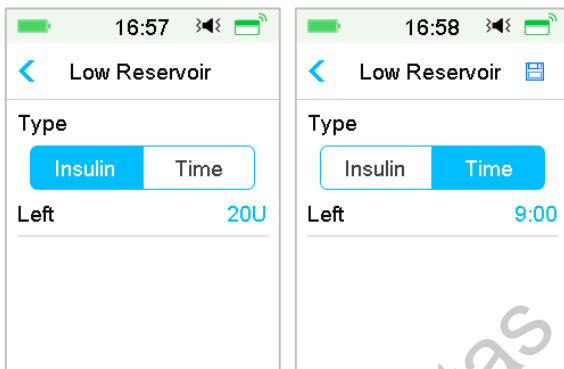 16:57
Low Reservoir
Type
Insulin Time
Left 20U
16:58
Low Reservoir
Type
Insulin Time
Left 9:00
tas